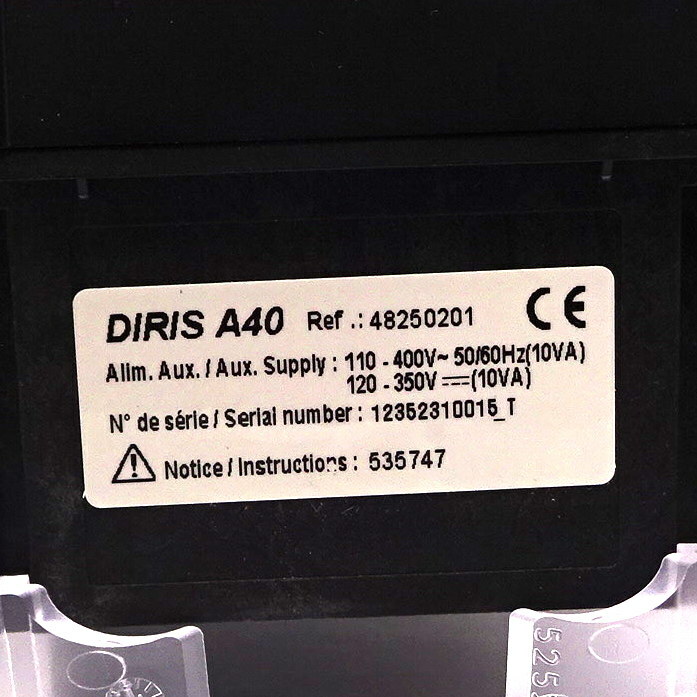 DIRIS A40 Ref .: 48250201 CE
Alim. Aux. / Aux. Supply : 110 - 400V~ 50/60Hz(10VA)
120 - 350V ⎓(10VA)
N° de série / Serial number : 12352310015_T
Notice / Instructions : 535747